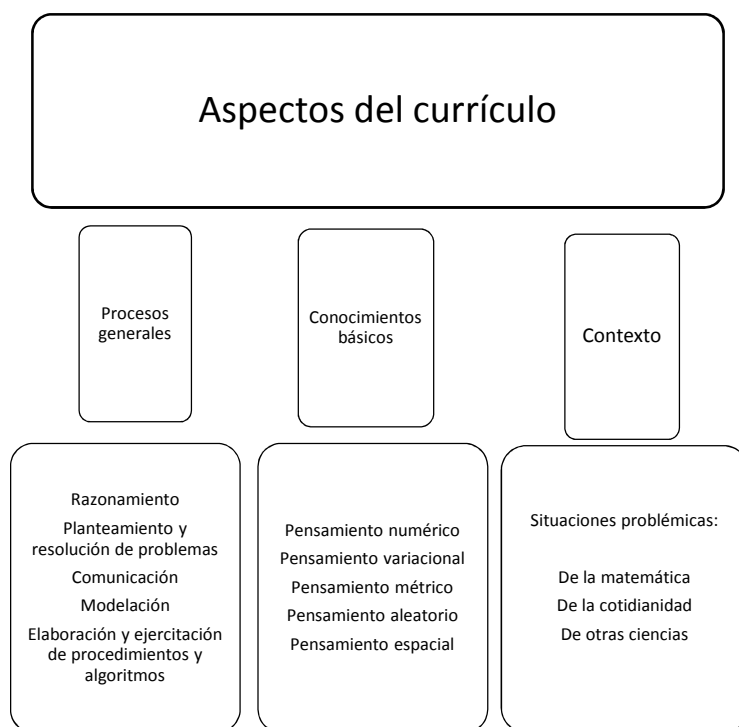 Aspectos del currículo
Procesos
generales
Conocimientos
básicos
Contexto
Razonamiento
Planteamiento y
resolución de problemas
Comunicación
Modelación
Elaboración y ejercitación
de procedimientos y
algoritmos
Pensamiento numérico
Pensamiento variacional
Pensamiento métrico
Pensamiento aleatorio
Pensamiento espacial
Situaciones problémicas:
De la matemática
De la cotidianidad
De otras ciencias